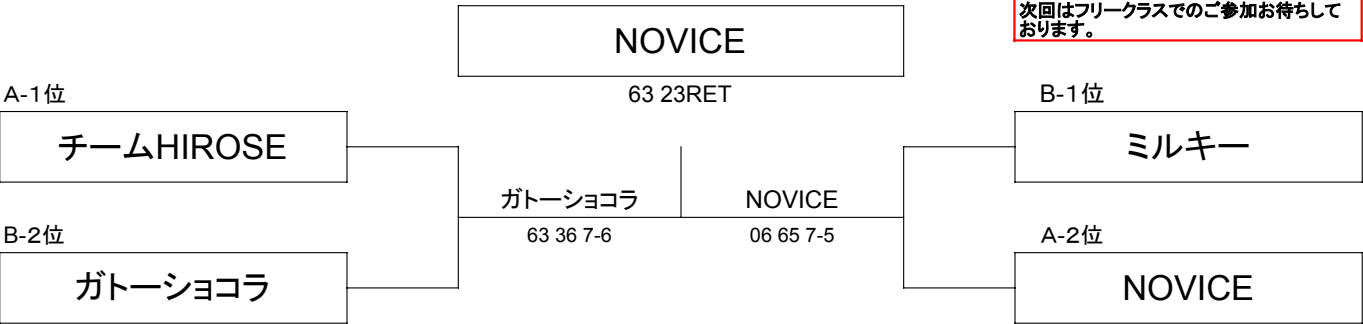 次回はフリークラスでのご参加お待ちして
おります。
NOVICE
63 23RET
A-1位
B-1位
チームHIROSE
ミルキー
ガトーショコラ
NOVICE
63 36 7-6
06 65 7-5
B-2位
A-2位
ガトーショコラ
NOVICE